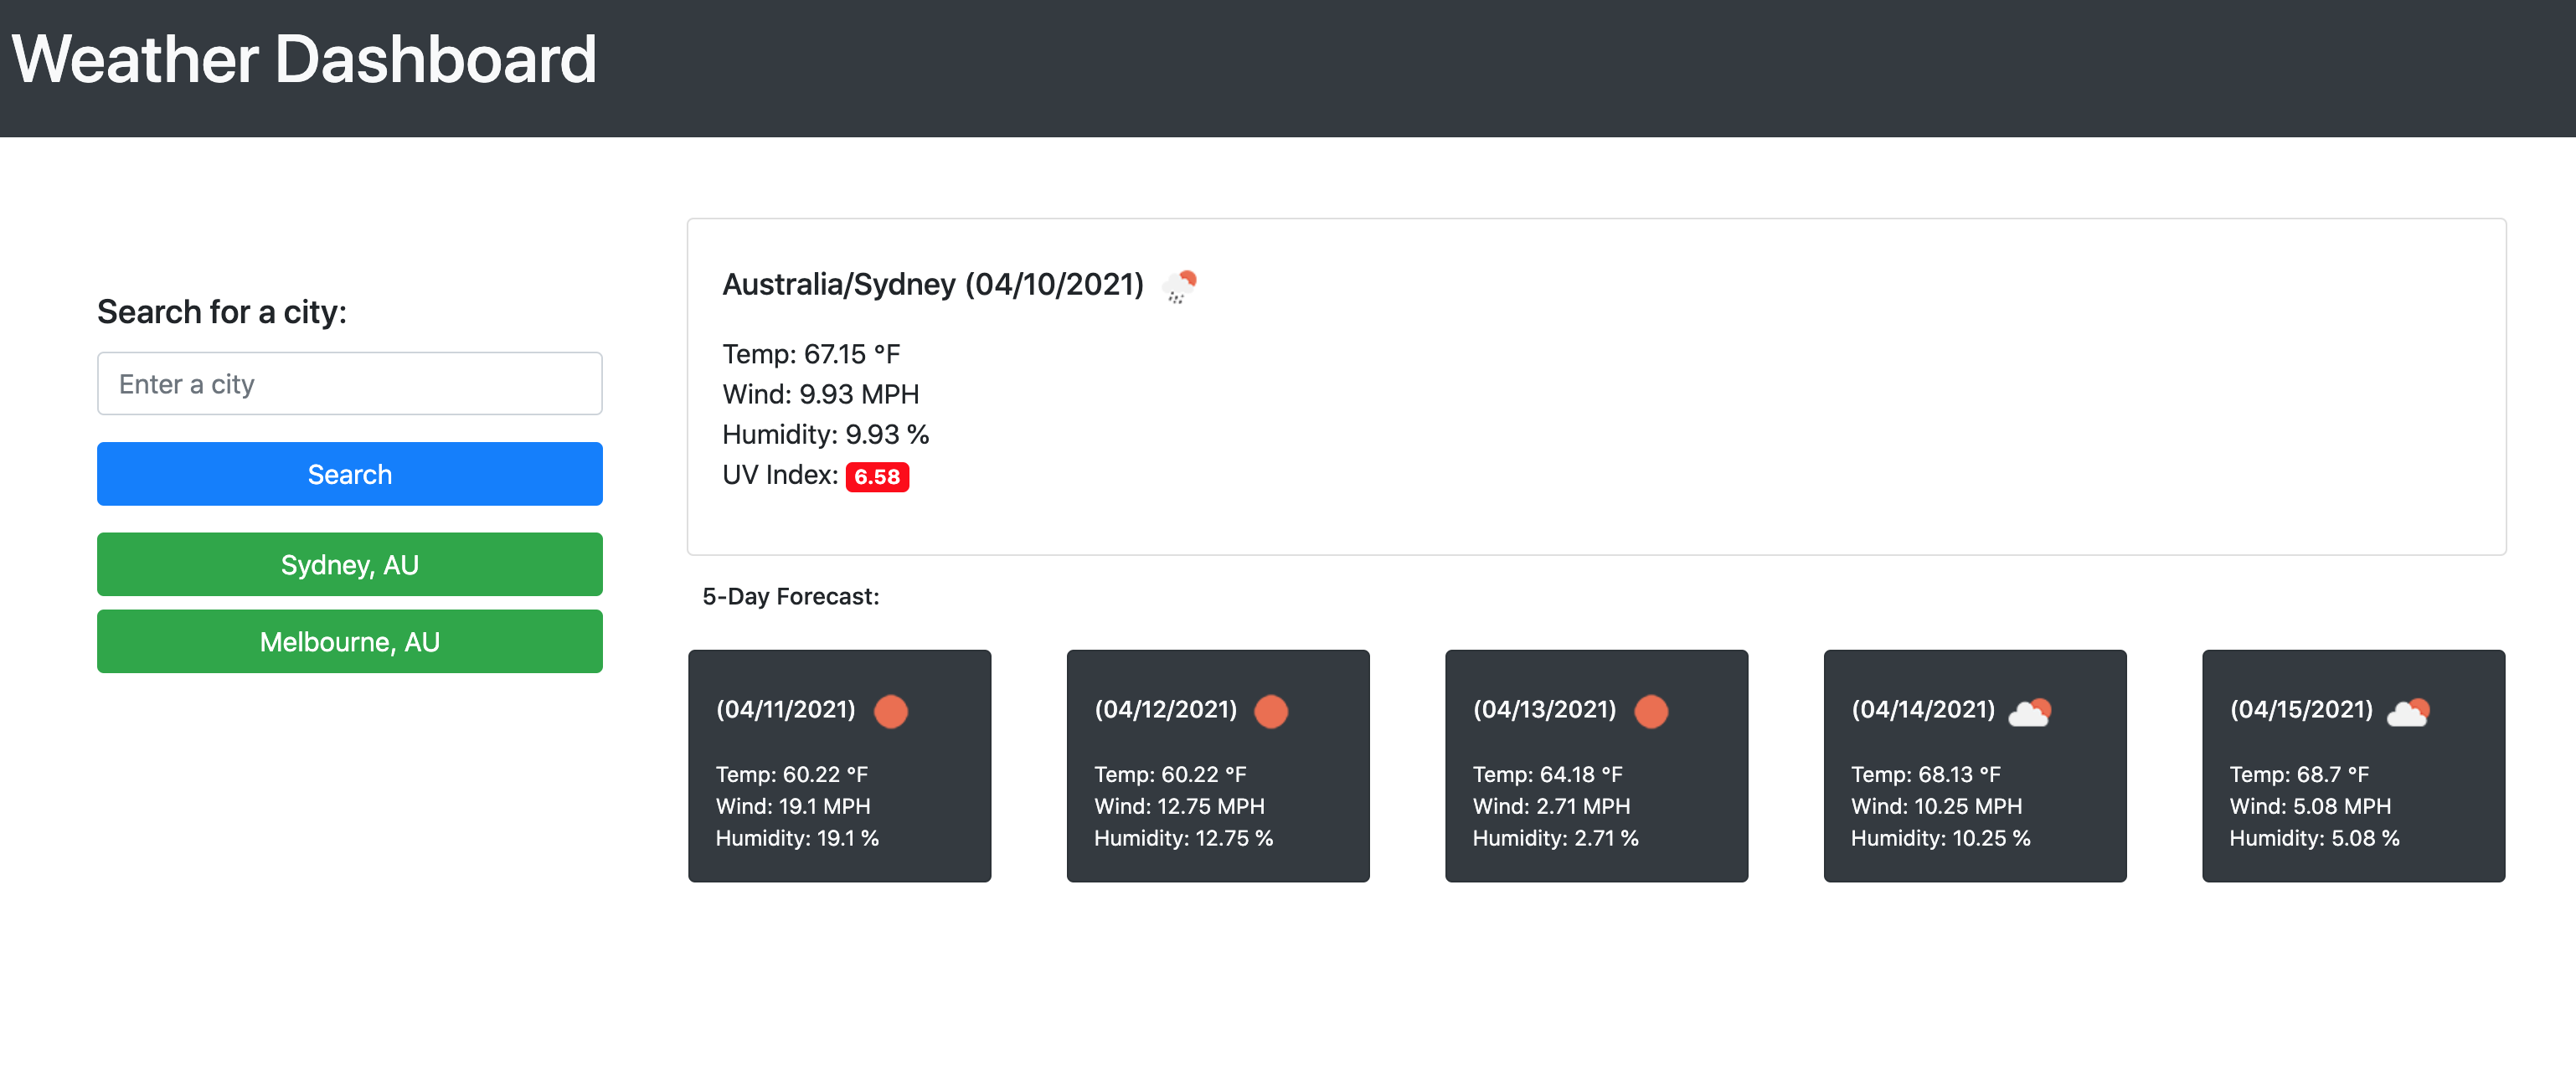 Weather Dashboard
Search for a city:
Enter a city
Search
Sydney, AU
Melbourne, AU
Australia/Sydney (04/10/2021)
Temp: 67.15 °F
Wind: 9.93 MPH
Humidity: 9.93 %
UV Index: 6.58
5-Day Forecast:
(04/11/2021)
Temp: 60.22 °F
Wind: 19.1 MPH
Humidity: 19.1 %
(04/12/2021)
Temp: 60.22 °F
Wind: 12.75 MPH
Humidity: 12.75 %
(04/13/2021)
Temp: 64.18 °F
Wind: 2.71 MPH
Humidity: 2.71 %
(04/14/2021)
Temp: 68.13 °F
Wind: 10.25 MPH
Humidity: 10.25 %
(04/15/2021)
Temp: 68.7 °F
Wind: 5.08 MPH
Humidity: 5.08 %